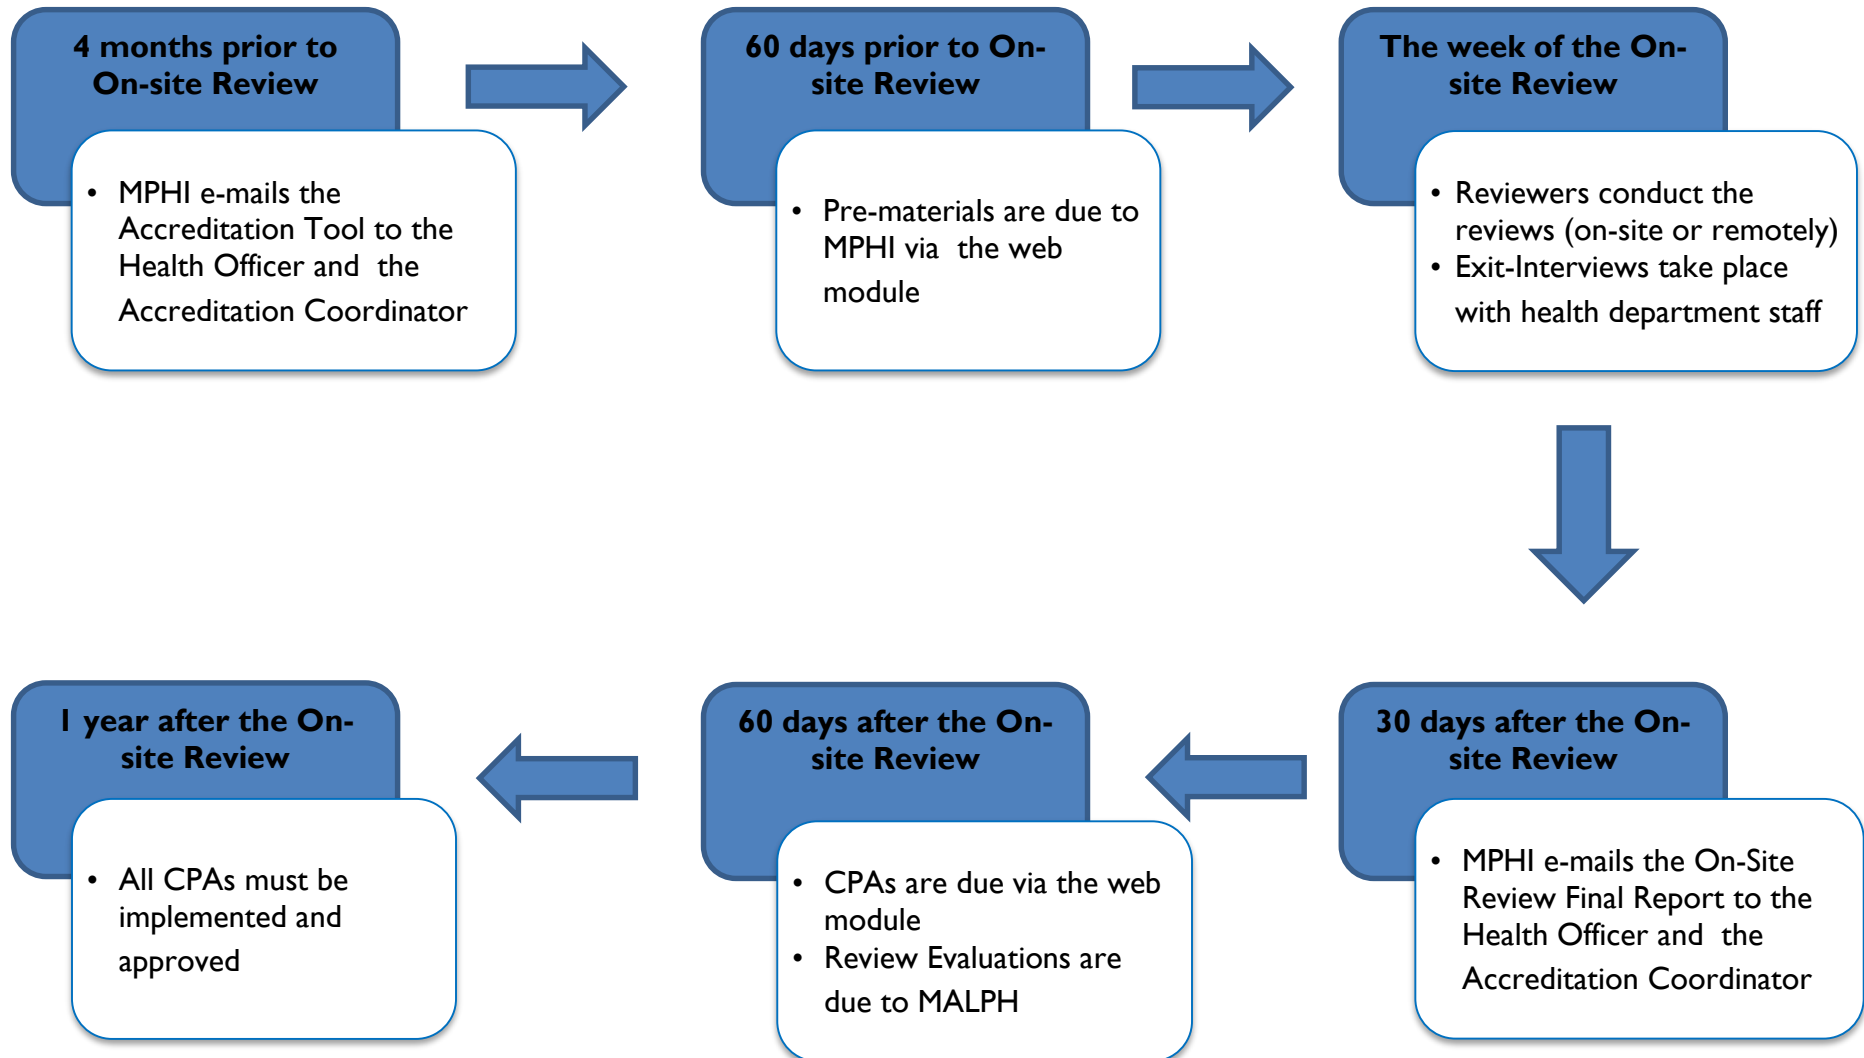 4 months prior to
On-site Review
• MPHI e-mails the
Accreditation Tool to the
Health Officer and the
Accreditation Coordinator
60 days prior to On-
site Review
• Pre-materials are due to
MPHI via the web
module
The week of the On-
site Review
• Reviewers conduct the
reviews (on-site or remotely)
• Exit-Interviews take place
with health department staff
30 days after the On-
site Review
• MPHI e-mails the On-Site
Review Final Report to the
Health Officer and the
Accreditation Coordinator
60 days after the On-
site Review
• CPAs are due via the web
module
• Review Evaluations are
due to MALPH
1 year after the On-
site Review
• All CPAs must be
implemented and
approved